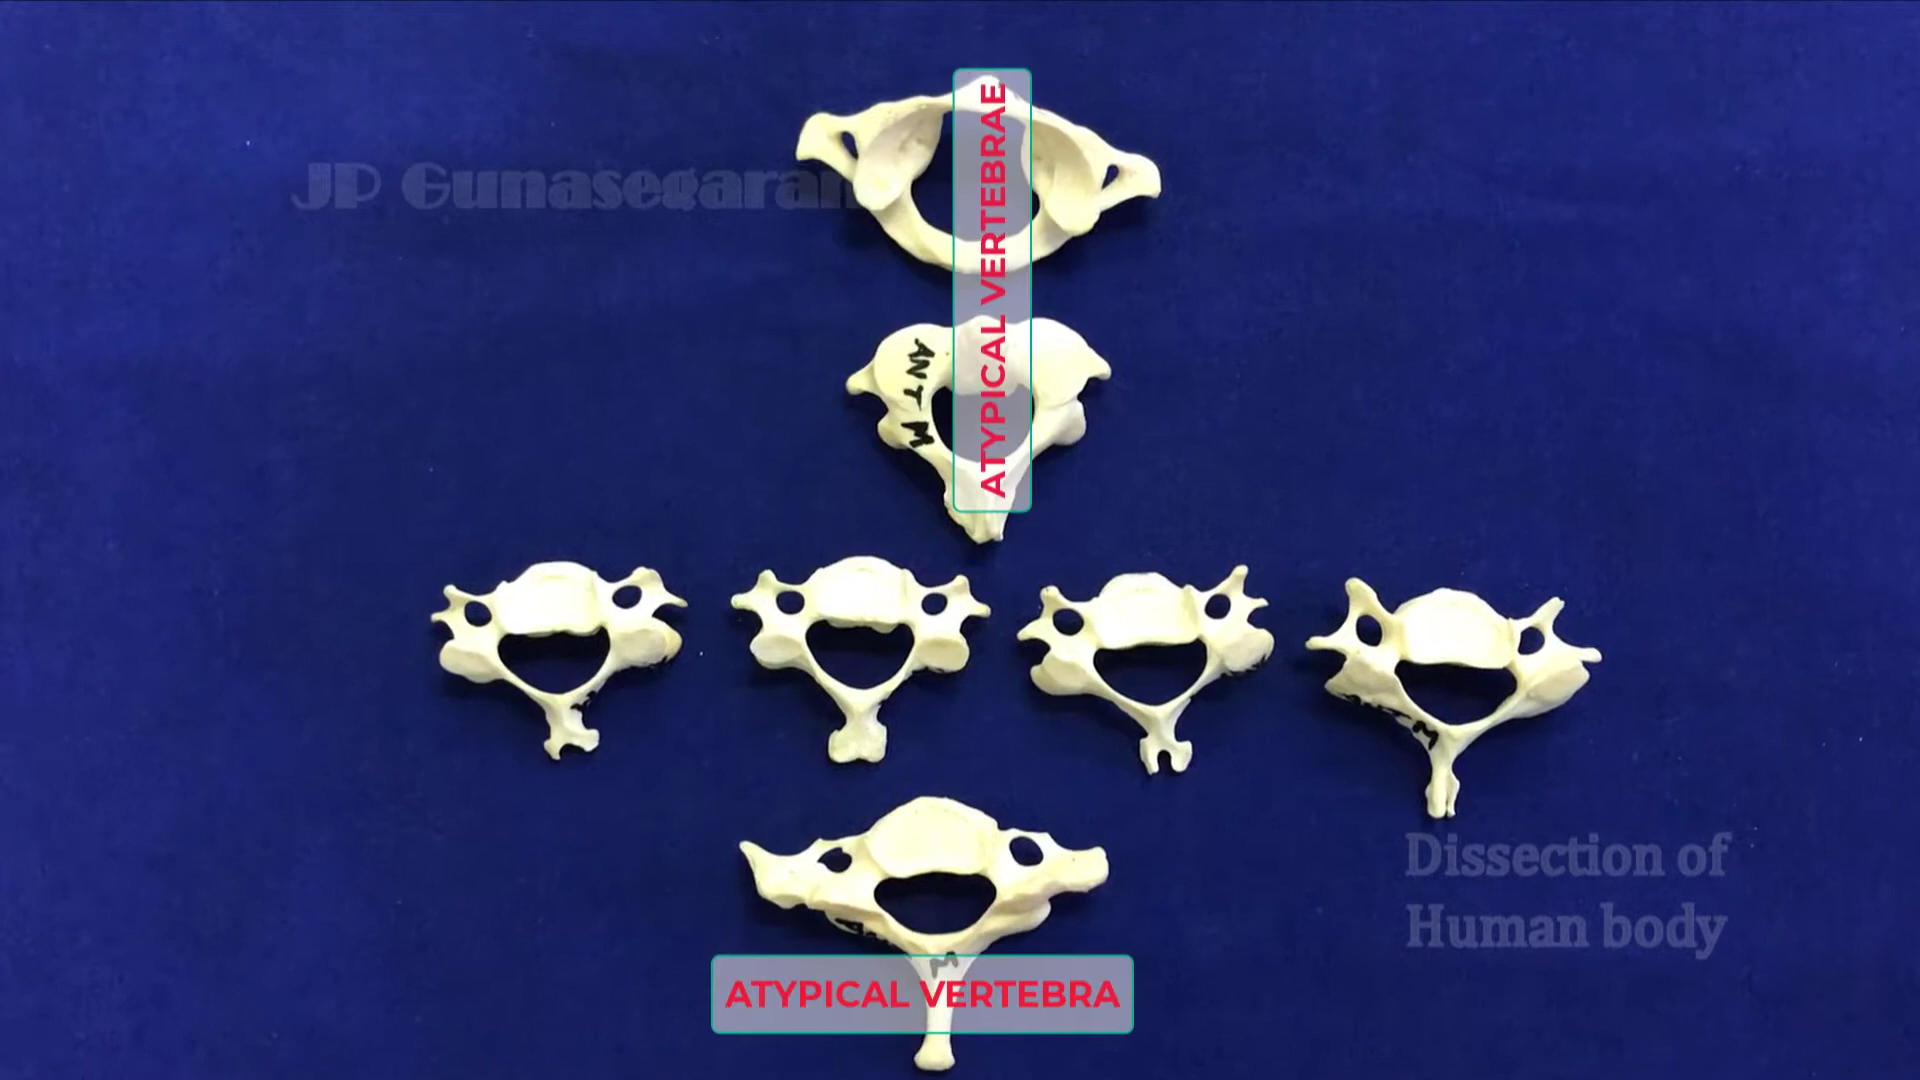 ATYPICAL VERTEBRAE
JP Gunasegaran
ANT M
M
Dissection of
Human body
M
ATYPICAL VERTEBRA